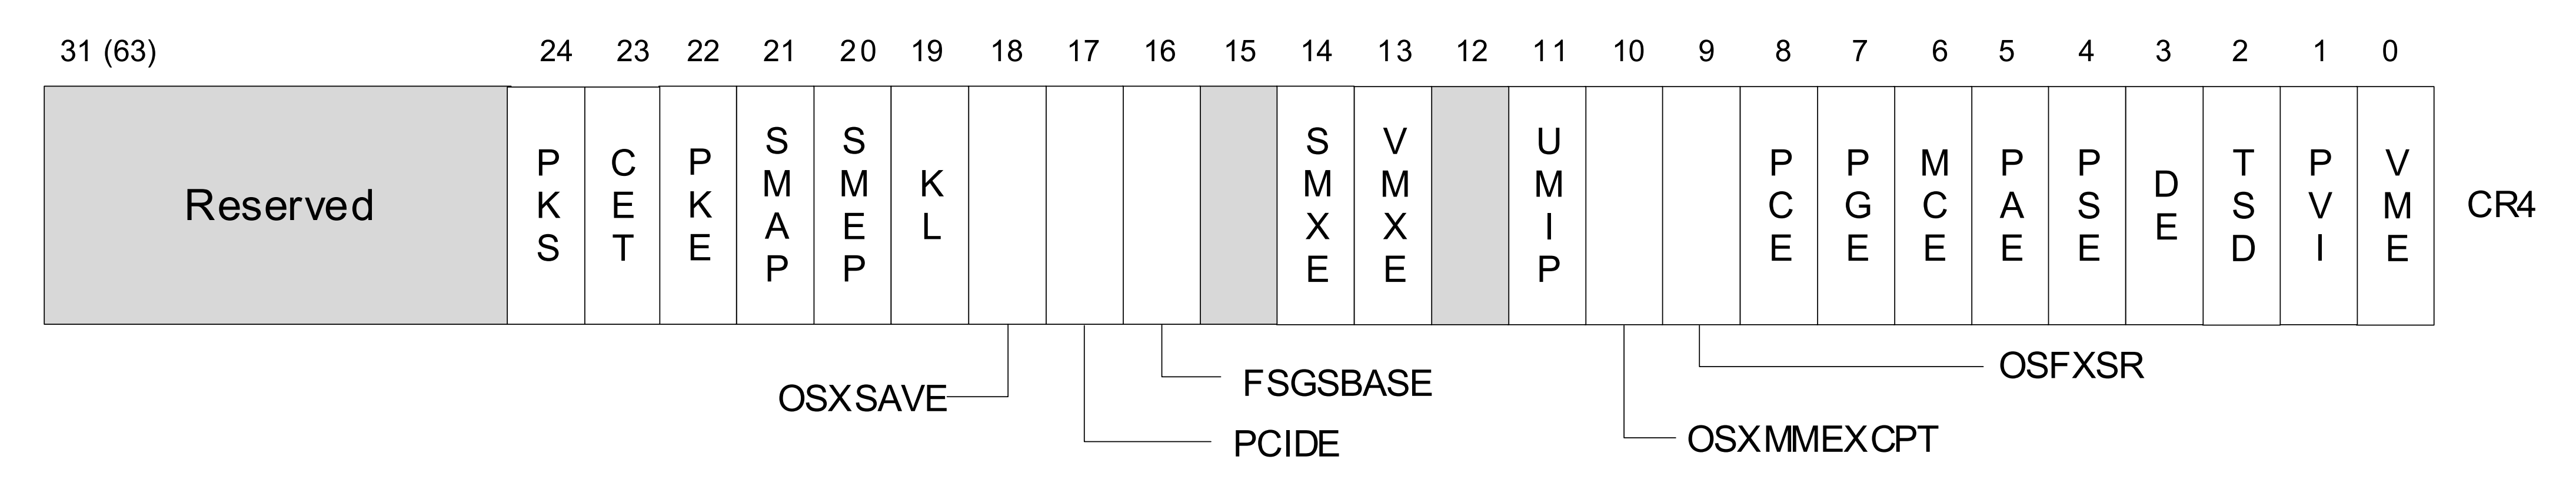 31 (63) 24 23 22 21 20 19 18 17 16 15 14 13 12 11 10 9 8 7 6 5 4 3 2 1 0
Reserved PKS CET PKE SMAP SMEP KL SMXE VMXE UMIP PCE PGE MCE PAE PSE DE TSD PVI VME CR4
OSXSAVE FSGSBASE OSFXSR
PCIDE OSXMMEXCPT